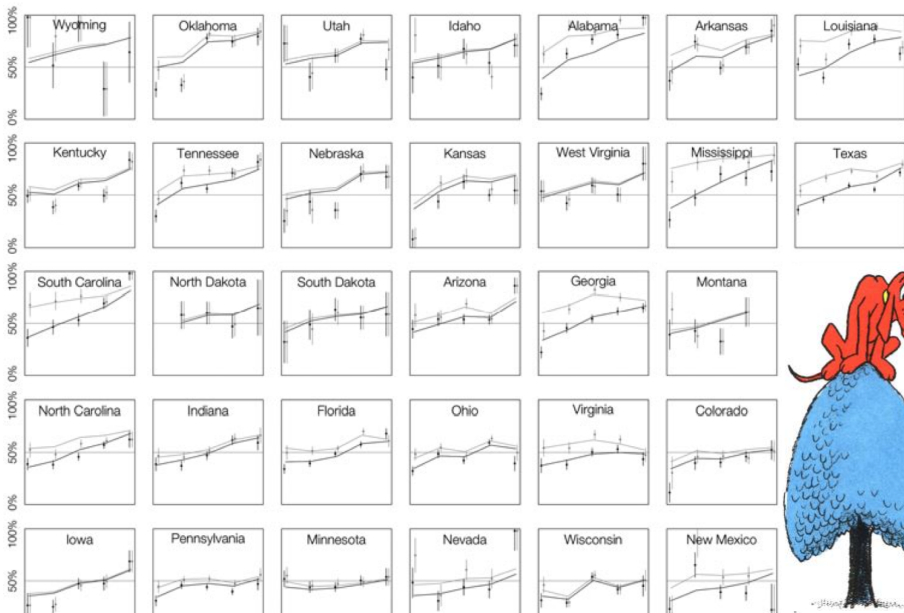 100%
Wyoming Oklahoma Utah Idaho Alabama Arkansas Louisiana
50%
0%
100%
Kentucky Tennessee Nebraska Kansas West Virginia Mississippi Texas
50%
0%
100%
South Carolina North Dakota South Dakota Arizona Georgia Montana
50%
0%
100%
North Carolina Indiana Florida Ohio Virginia Colorado
50%
0%
100%
Iowa Pennsylvania Minnesota Nevada Wisconsin New Mexico
50%